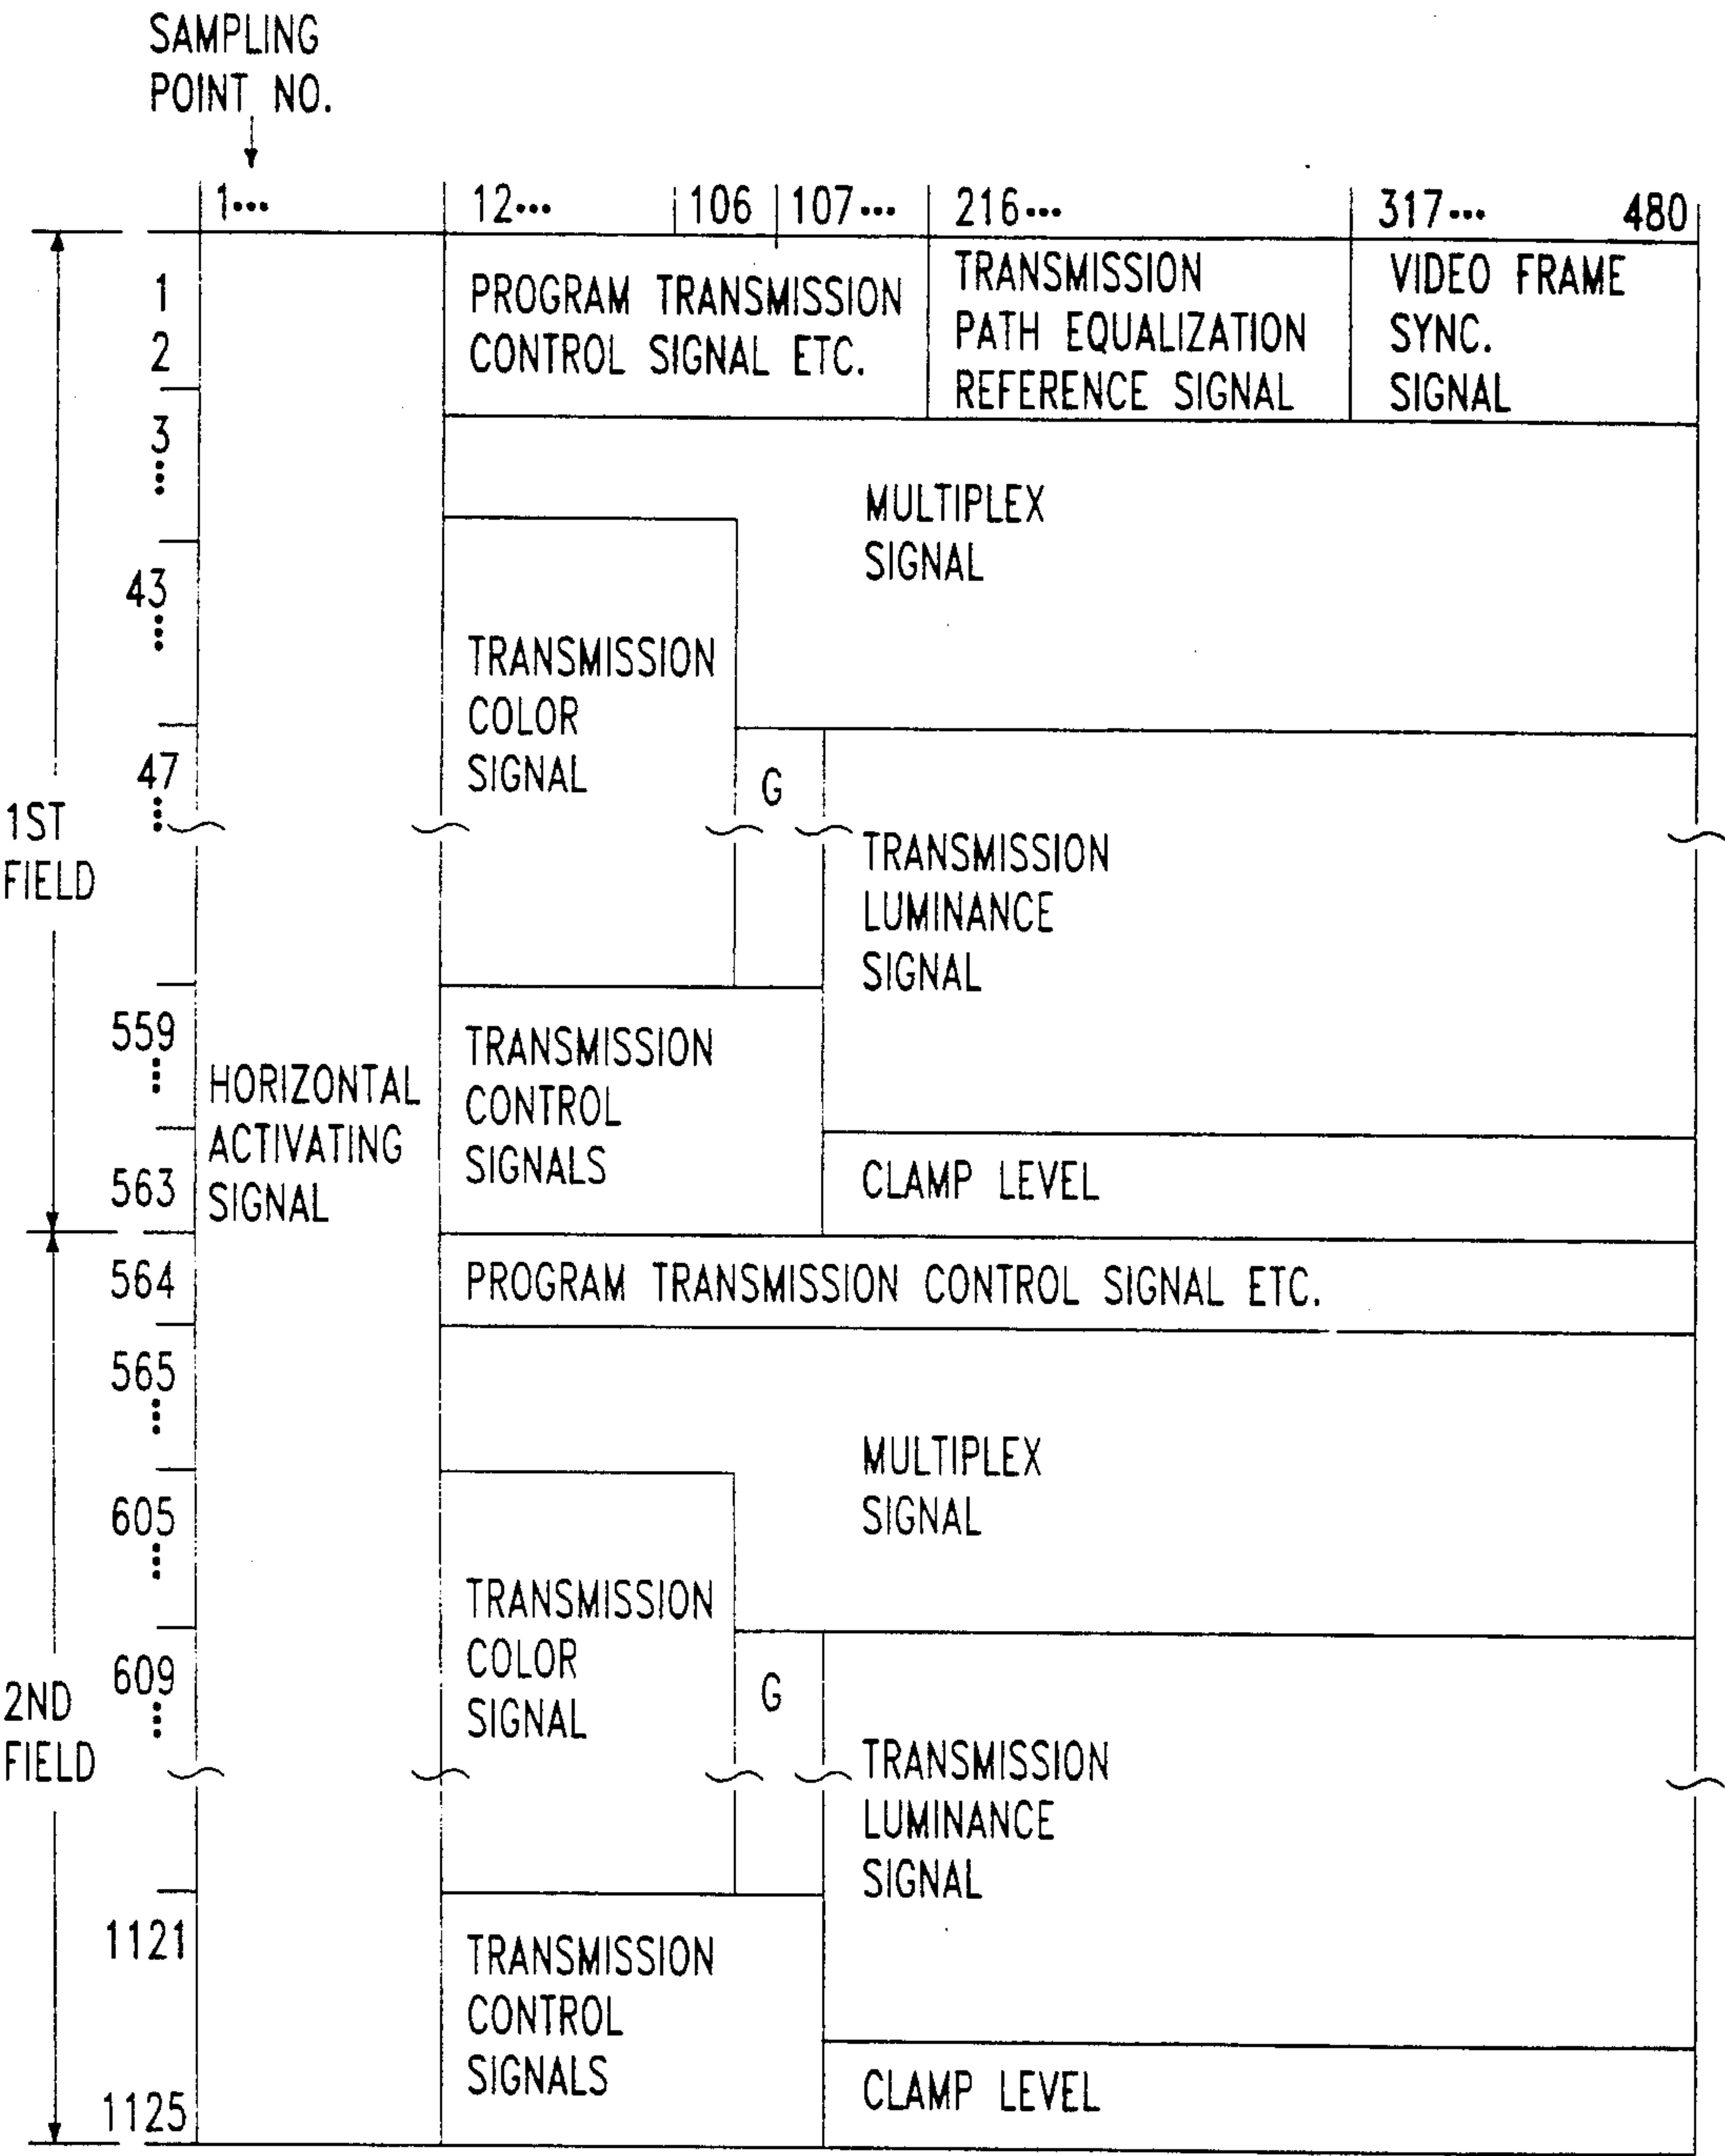 SAMPLING
POINT NO.
1••• 12••• 106 107••• 216••• 317••• 480
1
2
PROGRAM TRANSMISSION
CONTROL SIGNAL ETC.
TRANSMISSION
PATH EQUALIZATION
REFERENCE SIGNAL
VIDEO FRAME
SYNC.
SIGNAL
3
•••
MULTIPLEX
SIGNAL
43
•••
TRANSMISSION
COLOR
SIGNAL
47
•••
G
1ST
FIELD
TRANSMISSION
LUMINANCE
SIGNAL
559
•••
HORIZONTAL
ACTIVATING
SIGNAL
TRANSMISSION
CONTROL
SIGNALS
563
CLAMP LEVEL
564
PROGRAM TRANSMISSION CONTROL SIGNAL ETC.
565
•••
MULTIPLEX
SIGNAL
605
•••
TRANSMISSION
COLOR
SIGNAL
609
•••
G
2ND
FIELD
TRANSMISSION
LUMINANCE
SIGNAL
1121
TRANSMISSION
CONTROL
SIGNALS
CLAMP LEVEL
1125